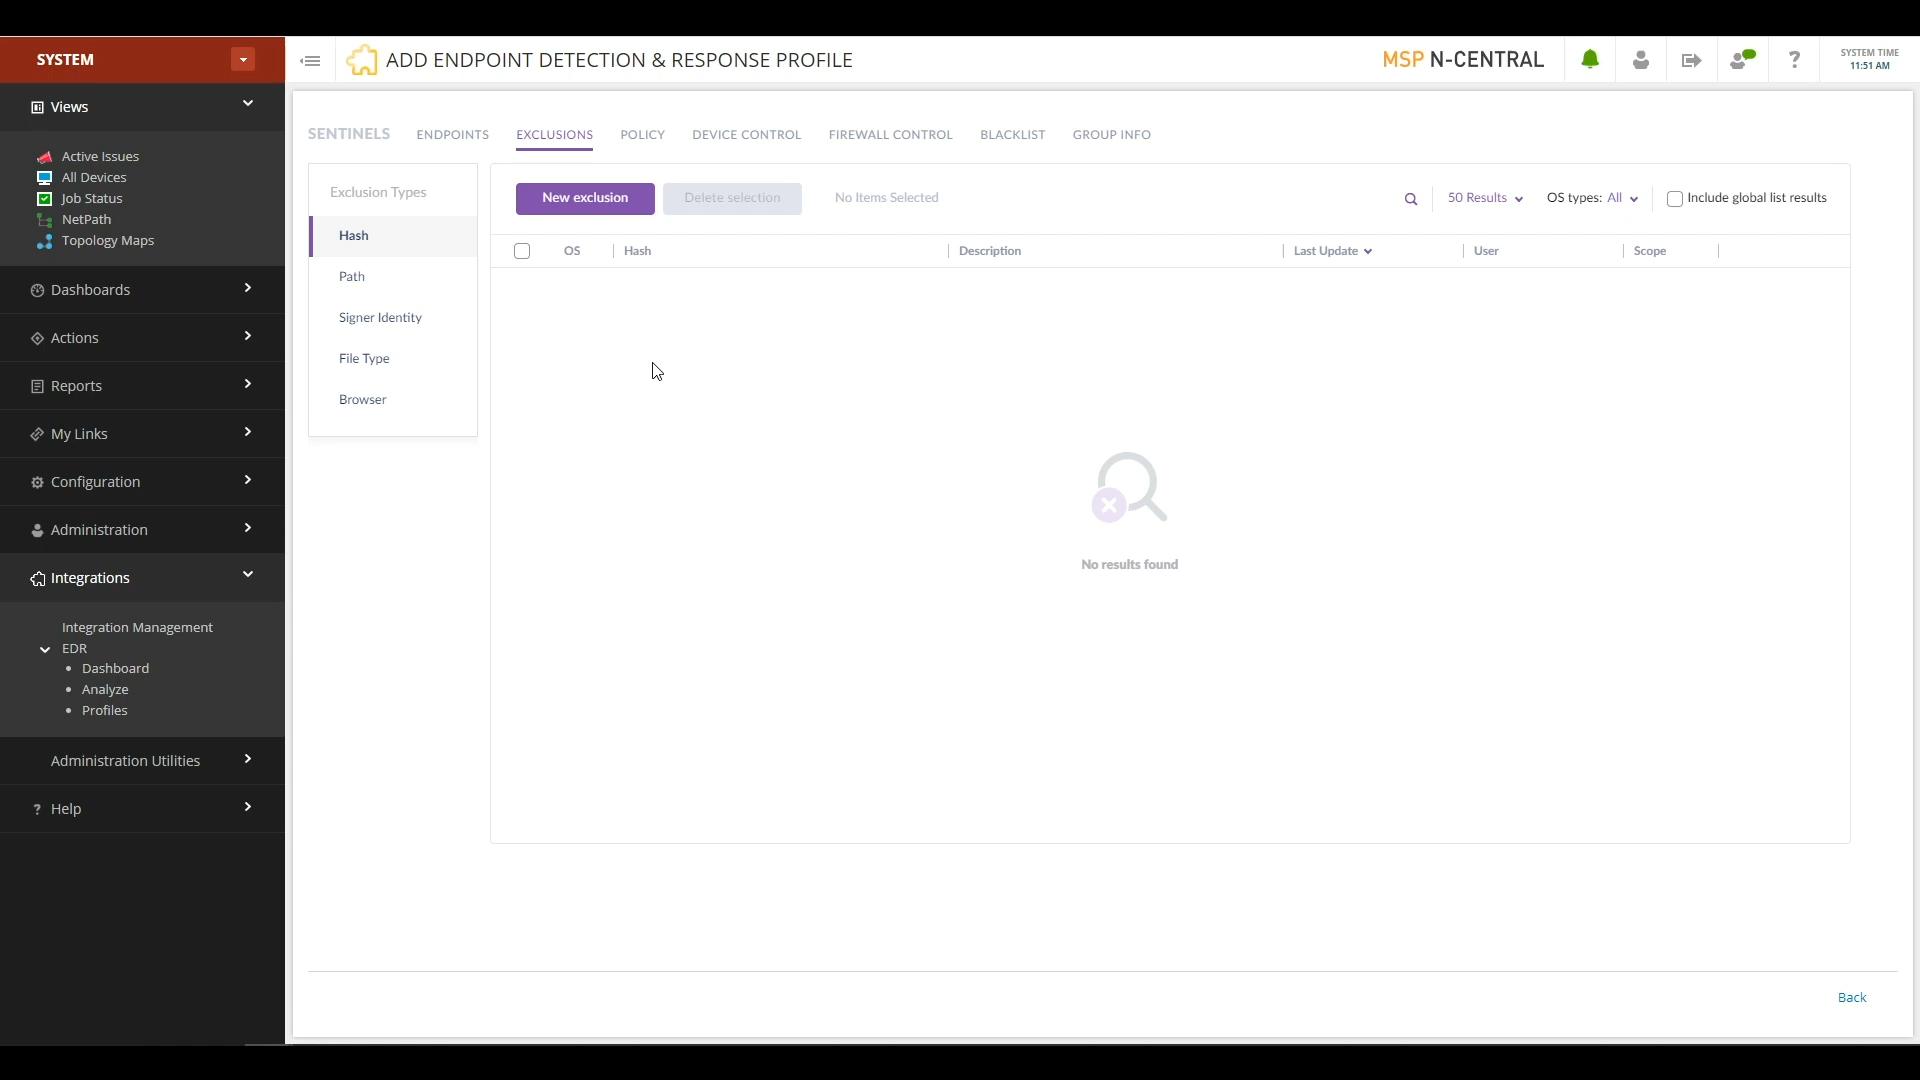 SYSTEM
ADD ENDPOINT DETECTION & RESPONSE PROFILE
MSP N-CENTRAL
?
SYSTEM TIME
11:51 AM
Views
Active Issues
All Devices
Job Status
NetPath
Topology Maps
Dashboards
Actions
Reports
My Links
Configuration
Administration
Integrations
Integration Management
EDR
• Dashboard
• Analyze
• Profiles
Administration Utilities
? Help
SENTINELS ENDPOINTS EXCLUSIONS POLICY DEVICE CONTROL FIREWALL CONTROL BLACKLIST GROUP INFO
Exclusion Types
Hash
Path
Signer Identity
File Type
Browser
New exclusion Delete selection No Items Selected 50 Results OS types: All Include global list results
OS Hash Description Last Update User Scope
No results found
Back